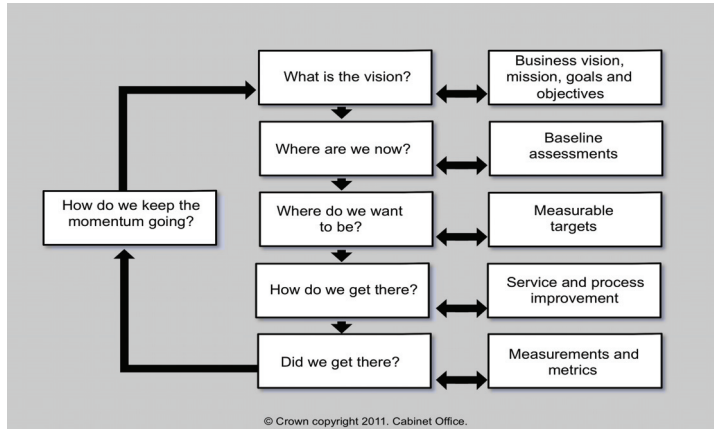 What is the vision?
Business vision,
mission, goals and
objectives
Where are we now?
Baseline
assessments
How do we keep the
momentum going?
Where do we want
to be?
Measurable
targets
How do we get there?
Service and process
improvement
Did we get there?
Measurements and
metrics
© Crown copyright 2011. Cabinet Office.